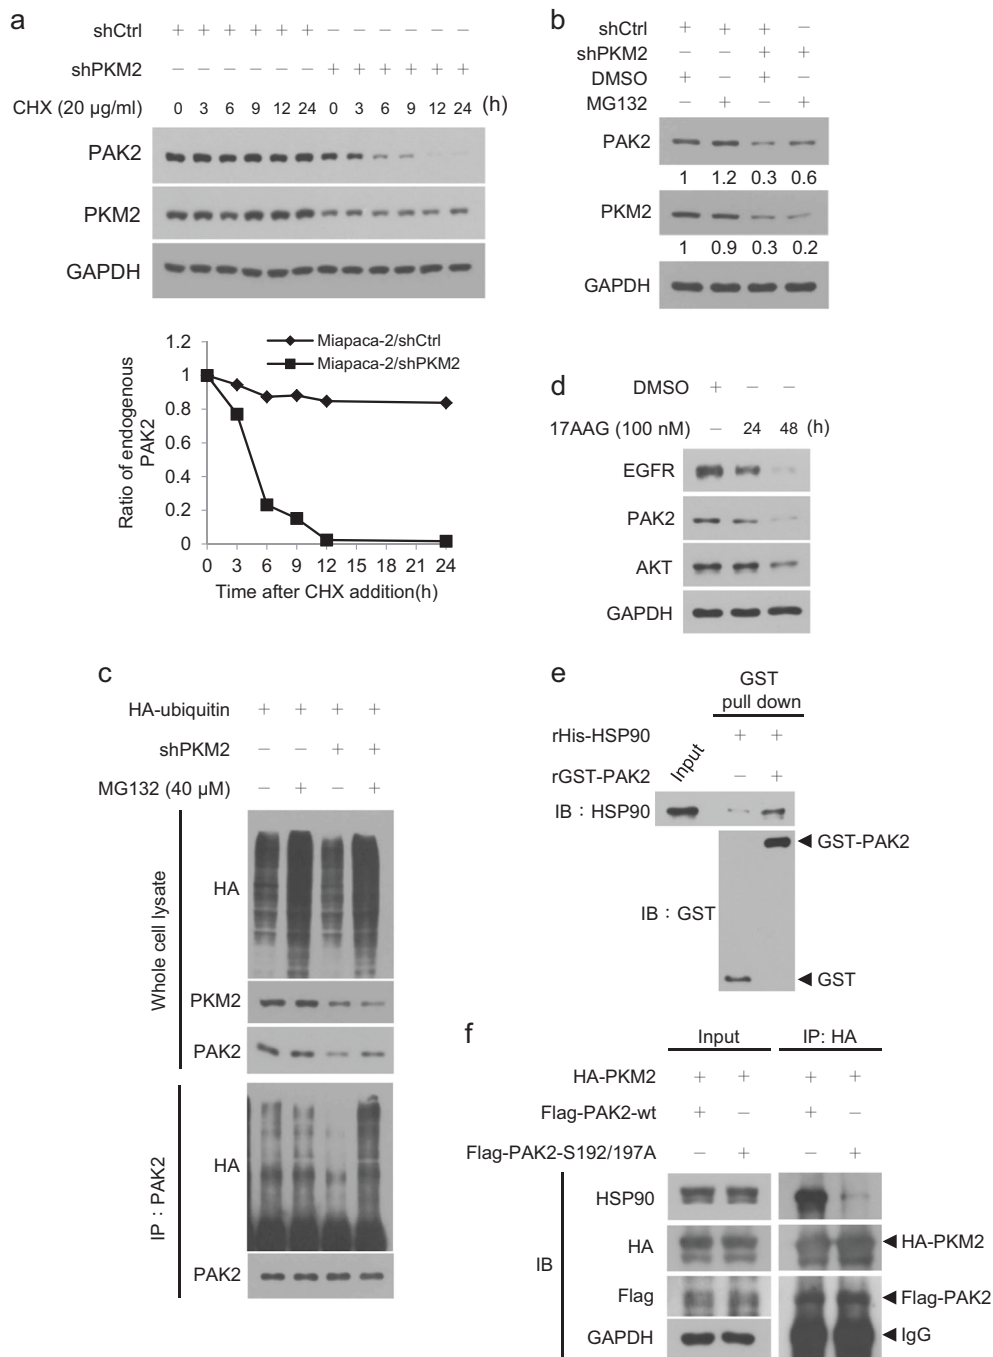 a
shCtrl + + + + + + − − − − − −
shPKM2 − − − − − − + + + + + +
CHX (20 µg/ml) 0 3 6 9 12 24 0 3 6 9 12 24 (h)
PAK2
PKM2
GAPDH
Ratio of endogenous PAK2
1.2
1
0.8
0.6
0.4
0.2
0
Miapaca-2/shCtrl
Miapaca-2/shPKM2
0 3 6 9 12 15 18 21 24
Time after CHX addition(h)
b
shCtrl + + + −
shPKM2 − − + +
DMSO + − + −
MG132 − + − +
PAK2
1 1.2 0.3 0.6
PKM2
1 0.9 0.3 0.2
GAPDH
d
DMSO + − −
17AAG (100 nM) − 24 48 (h)
EGFR
PAK2
AKT
GAPDH
c
HA-ubiquitin + + + +
shPKM2 − − + +
MG132 (40 µM) − + − +
Whole cell lysate
HA
PKM2
PAK2
IP : PAK2
HA
PAK2
e
GST
pull down
rHis-HSP90 + +
rGST-PAK2 − +
Input
IB : HSP90
GST-PAK2
IB : GST
GST
f
Input IP: HA
HA-PKM2 + + + +
Flag-PAK2-wt + − + −
Flag-PAK2-S192/197A − + − +
IB
HSP90
HA
HA-PKM2
Flag
Flag-PAK2
GAPDH
IgG